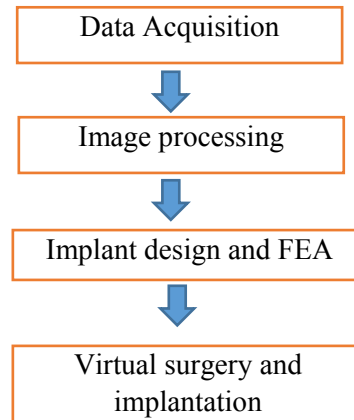 Data Acquisition
Image processing
Implant design and FEA
Virtual surgery and
implantation